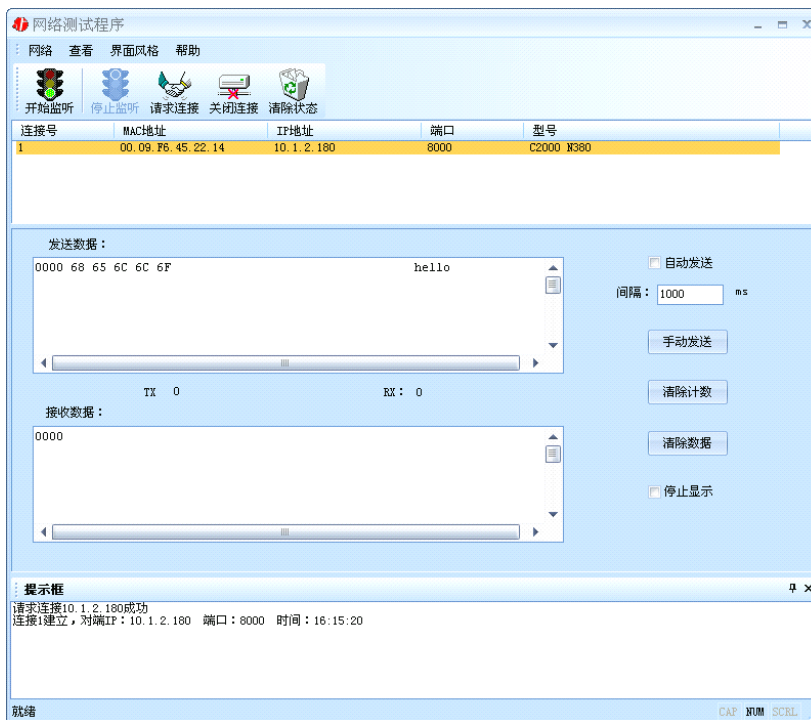 网络测试程序
网络 查看 界面风格 帮助
开始监听 停止监听 请求连接 关闭连接 清除状态
连接号 MAC地址 IP地址 端口 型号
1 00.09.F6.45.22.14 10.1.2.180 8000 C2000 N380
发送数据：
0000 68 65 6C 6C 6F hello
自动发送
间隔： 1000 ms
手动发送
TX 0 RX： 0
清除计数
接收数据：
0000
清除数据
停止显示
提示框
请求连接10.1.2.180成功
连接1建立，对端IP：10.1.2.180 端口：8000 时间：16:15:20
就绪 CAP NUM SCRL